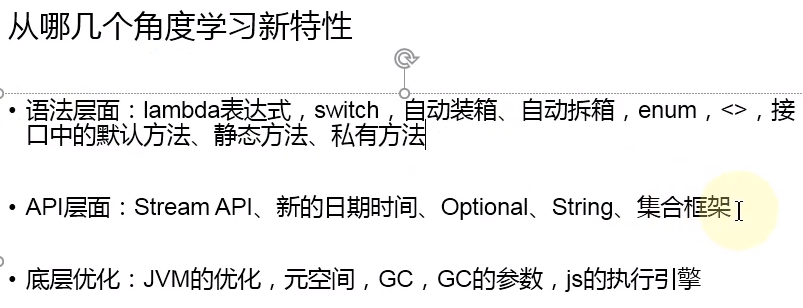 从哪几个角度学习新特性
• 语法层面：lambda表达式，switch，自动装箱、自动拆箱，enum，<>，接
口中的默认方法、静态方法、私有方法
• API层面：Stream API、新的日期时间、Optional、String、集合框架
• 底层优化：JVM的优化，元空间，GC，GC的参数，js的执行引擎